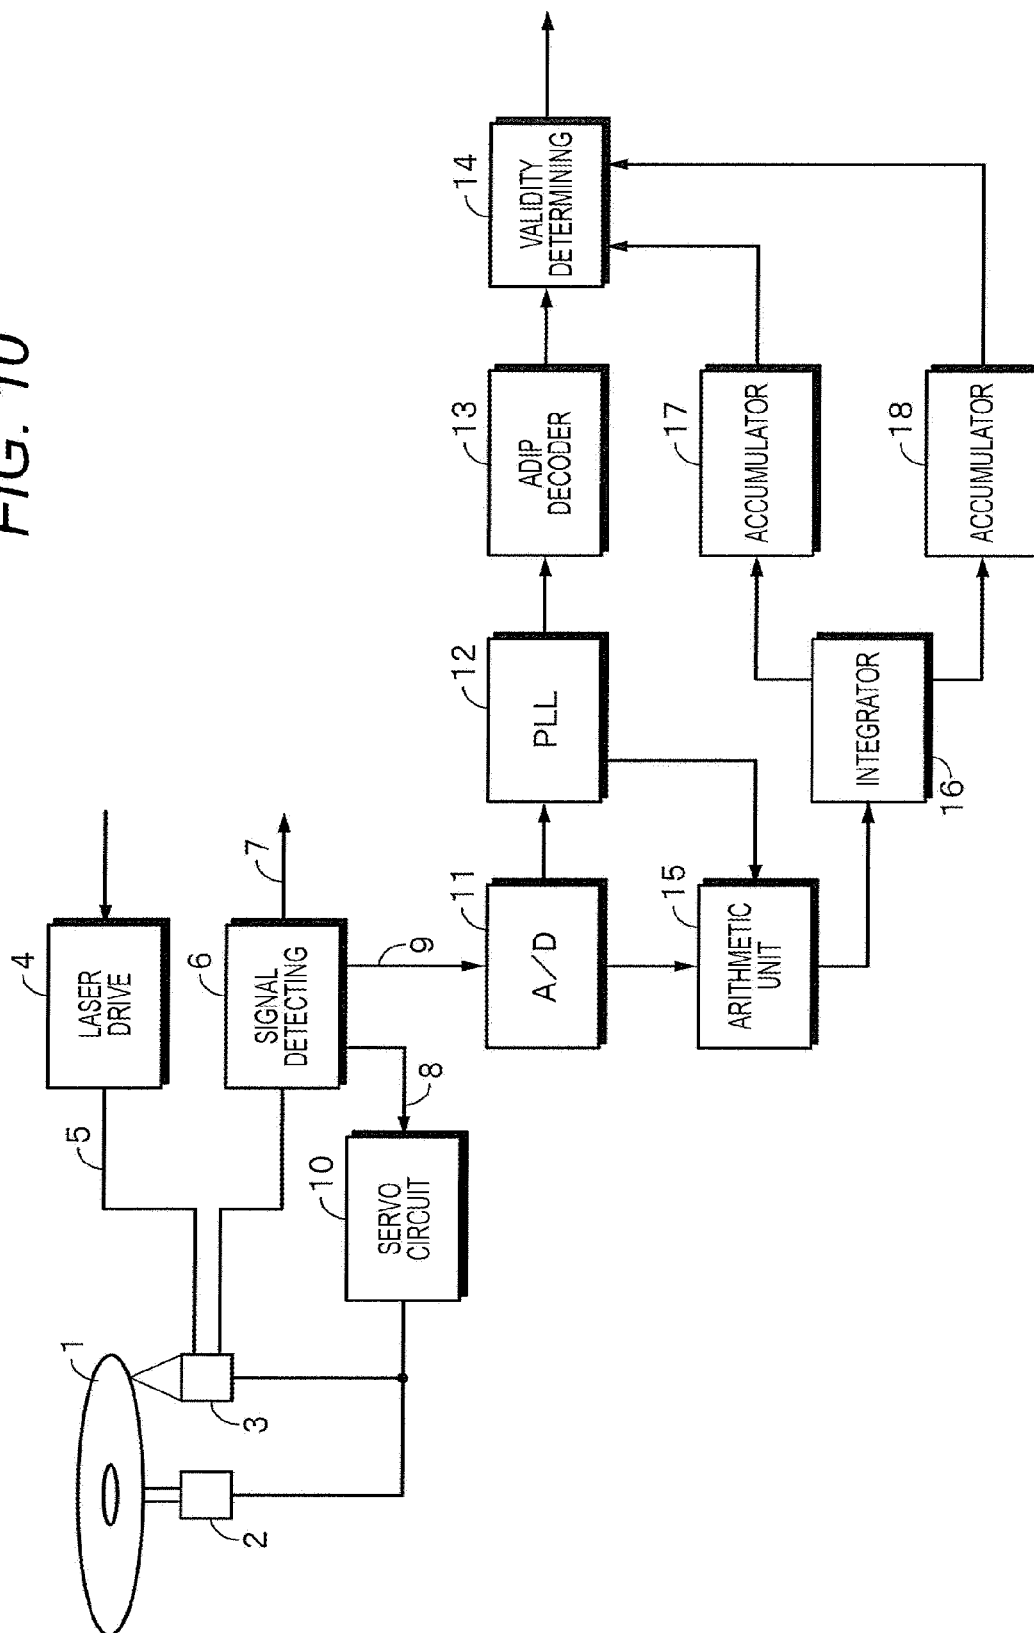 FIG. 10
1
2
3
4
LASER
DRIVE
5
6
SIGNAL
DETECTING
7
8
9
10
SERVO
CIRCUIT
11
A/D
12
PLL
13
ADIP
DECODER
14
VALIDITY
DETERMINING
15
ARITHMETIC
UNIT
16
INTEGRATOR
17
ACCUMULATOR
18
ACCUMULATOR